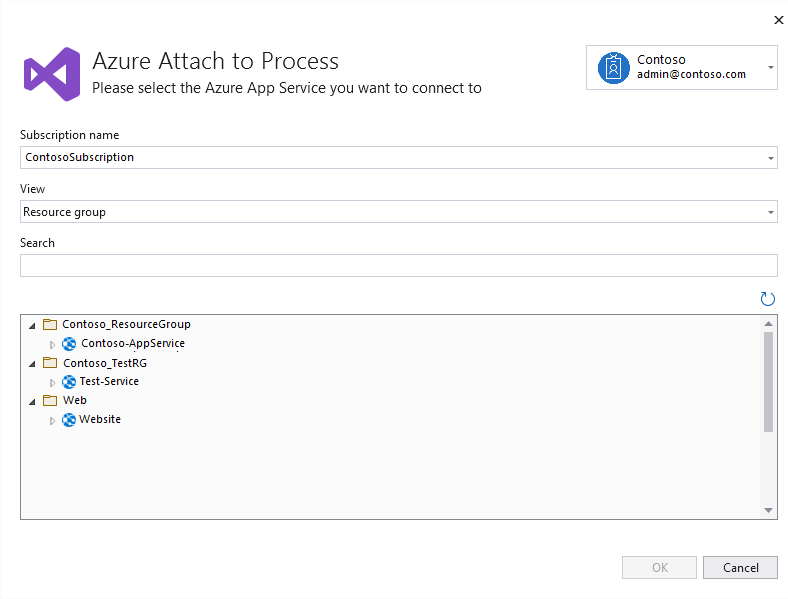 Azure Attach to Process
Please select the Azure App Service you want to connect to
Contoso
admin@contoso.com
Subscription name
ContosoSubscription
View
Resource group
Search
Contoso_ResourceGroup
Contoso-AppService
Contoso_TestRG
Test-Service
Web
Website
OK
Cancel